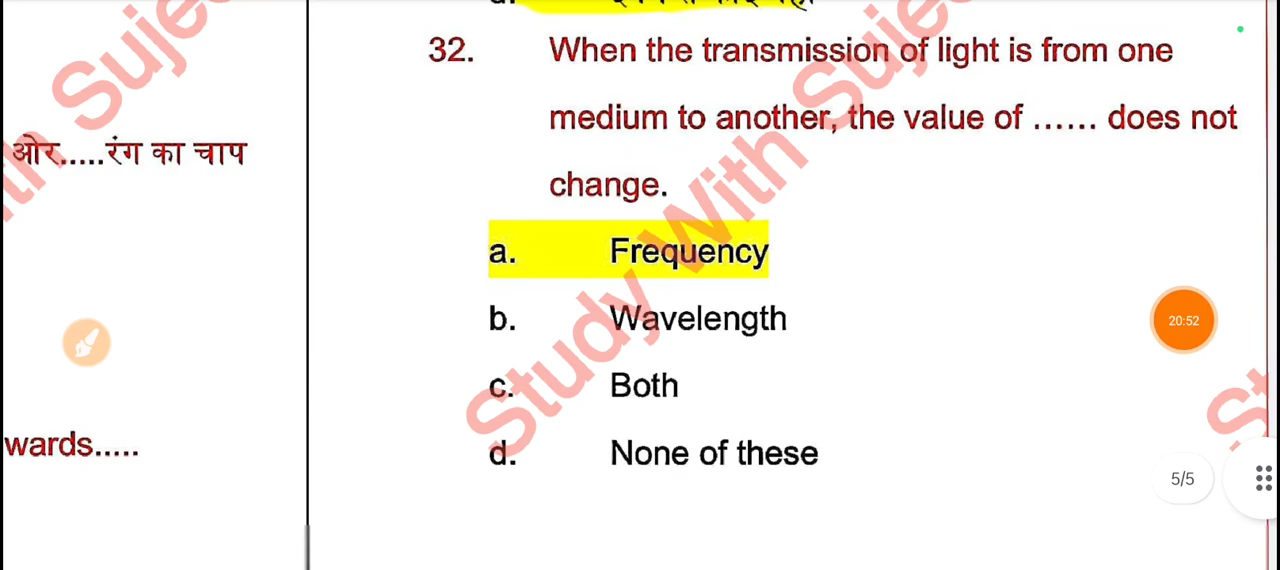 32. When the transmission of light is from one
medium to another, the value of ...... does not
change.
ओर.....रंग का चाप
a. Frequency
b. Wavelength
c. Both
d. None of these
wards.....
20:52
5/5
Study With Sujee